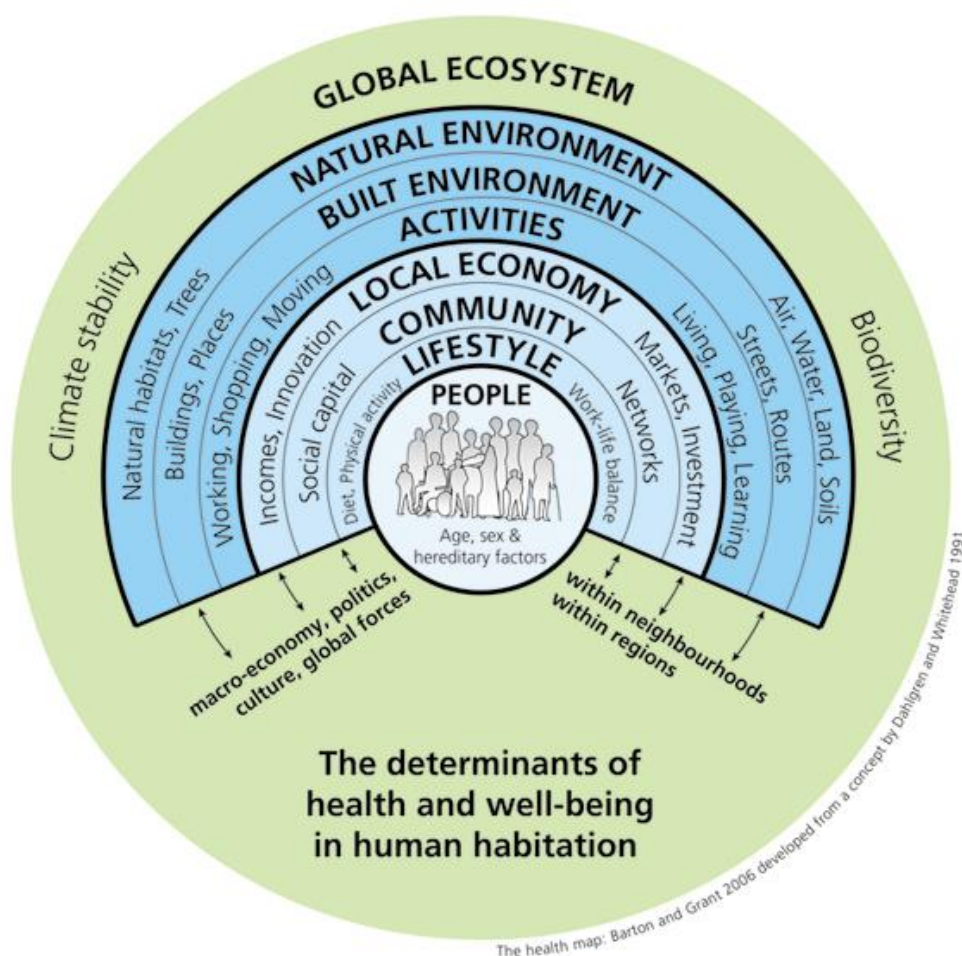 GLOBAL ECOSYSTEM
NATURAL ENVIRONMENT
BUILT ENVIRONMENT
ACTIVITIES
LOCAL ECONOMY
COMMUNITY
LIFESTYLE
PEOPLE
Age, sex &
hereditary factors
Climate stability
Natural habitats, Trees
Buildings, Places
Working, Shopping, Moving
Incomes, Innovation
Social capital
Diet, Physical activity
Work-life balance
Networks
Markets, Investment
Living, Playing, Learning
Streets, Routes
Air, Water, Land, Soils
Biodiversity
macro-economy, politics,
culture, global forces
within neighbourhoods
within regions
The determinants of
health and well-being
in human habitation
The health map: Barton and Grant 2006 developed from a concept by Dahlgren and Whitehead 1991